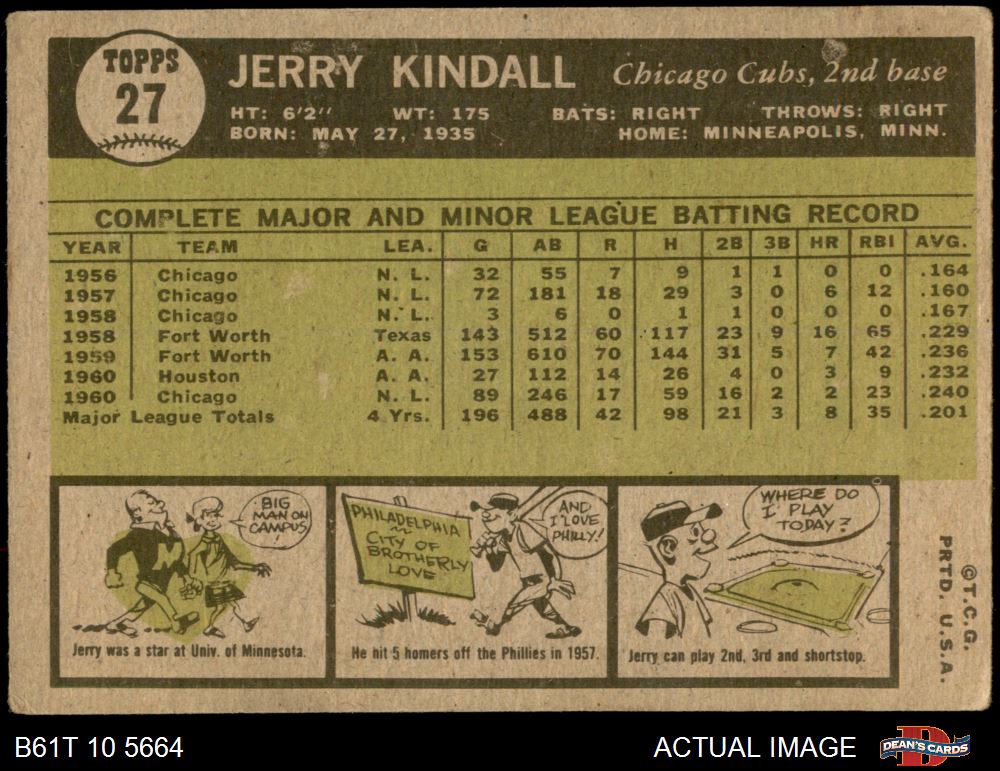 TOPPS
27
JERRY KINDALL Chicago Cubs, 2nd base
HT: 6'2" WT: 175 BATS: RIGHT THROWS: RIGHT
BORN: MAY 27, 1935 HOME: MINNEAPOLIS, MINN.
COMPLETE MAJOR AND MINOR LEAGUE BATTING RECORD
YEAR TEAM LEA. G AB R H 2B 3B HR RBI AVG.
1956 Chicago N. L. 32 55 7 9 1 1 0 0 .164
1957 Chicago N. L. 72 181 18 29 3 0 6 12 .160
1958 Chicago N. L. 3 6 0 1 1 0 0 0 .167
1958 Fort Worth Texas 143 512 60 117 23 9 16 65 .229
1959 Fort Worth A. A. 153 610 70 144 31 5 7 42 .236
1960 Houston A. A. 27 112 14 26 4 0 3 9 .232
1960 Chicago N. L. 89 246 17 59 16 2 2 23 .240
Major League Totals 4 Yrs. 196 488 42 98 21 3 8 35 .201
BIG
MAN ON
CAMPUS!
M
Jerry was a star at Univ. of Minnesota.
PHILADELPHIA
CITY OF
BROTHERLY
LOVE
AND
I LOVE
PHILLY!
He hit 5 homers off the Phillies in 1957.
WHERE DO
I PLAY
TODAY?
Jerry can play 2nd, 3rd and shortstop.
©T.C.G.
PRTD. U.S.A.
B61T 10 5664 ACTUAL IMAGE
D
DEAN'S CARDS